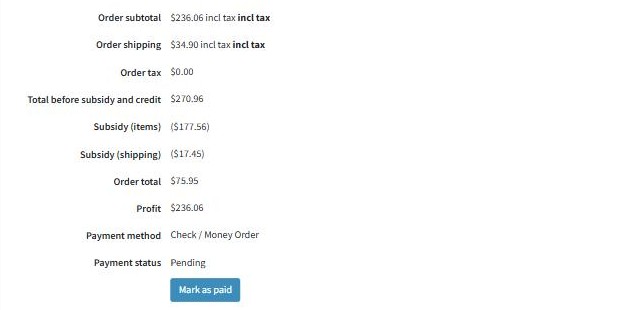 Order subtotal $236.06 incl tax incl tax
Order shipping $34.90 incl tax incl tax
Order tax $0.00
Total before subsidy and credit $270.96
Subsidy (items) ($177.56)
Subsidy (shipping) ($17.45)
Order total $75.95
Profit $236.06
Payment method Check / Money Order
Payment status Pending
Mark as paid